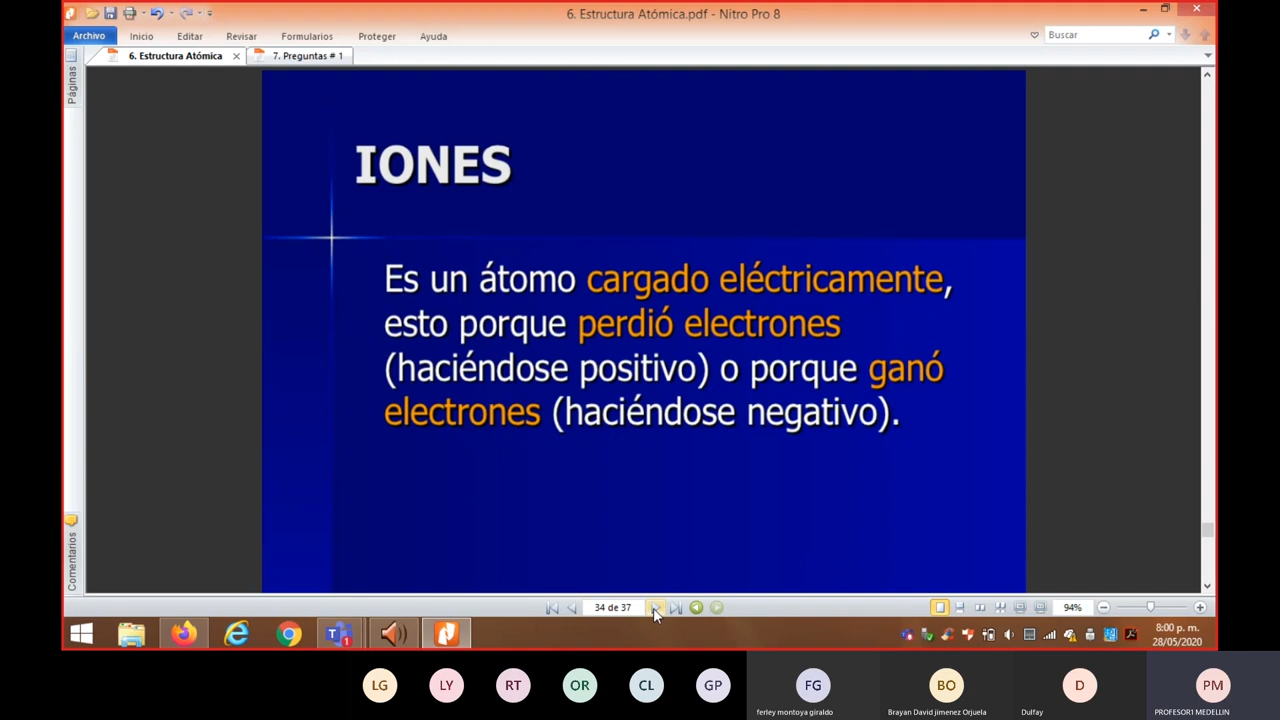 6. Estructura Atómica.pdf - Nitro Pro 8
Archivo Inicio Editar Revisar Formularios Proteger Ayuda Buscar
6. Estructura Atómica 7. Preguntas # 1
Páginas
IONES
Es un átomo cargado eléctricamente,
esto porque perdió electrones
(haciéndose positivo) o porque ganó
electrones (haciéndose negativo).
Comentarios
34 de 37 94%
8:00 p. m.
28/05/2020
LG LY RT OR CL GP FG BO D PM
ferley montoya giraldo Brayan David jimenez Orjuela Dulfay PROFESOR1 MEDELLIN